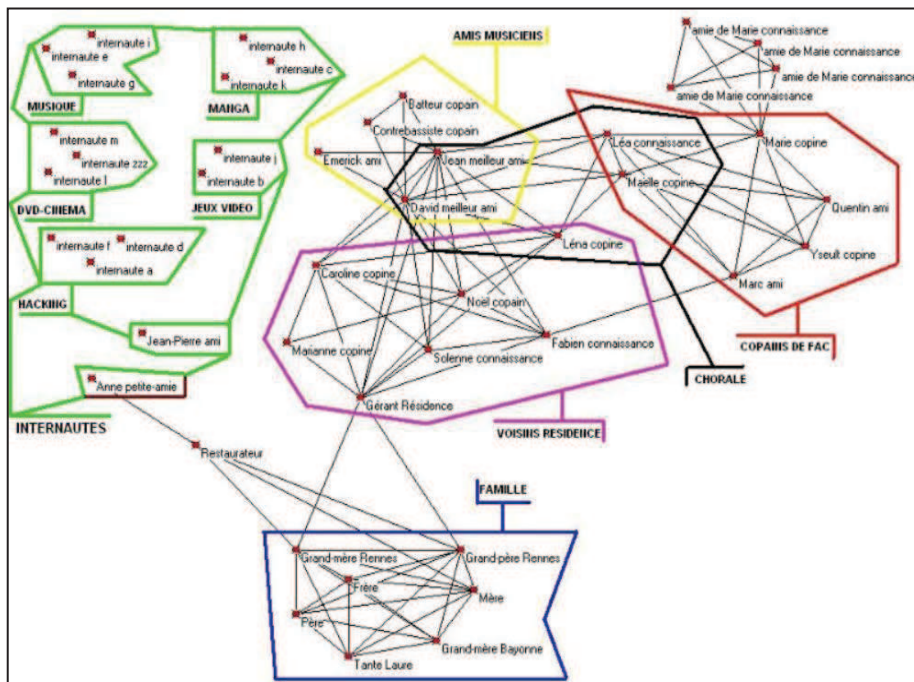 AMIS MUSICIENS
internaute i
internaute e
internaute g
MUSIQUE
internaute h
internaute c
internaute k
MANGA
internaute m
internaute zzz
internaute l
DVD-CINEMA
internaute j
internaute b
JEUX VIDEO
internaute f
internaute d
internaute a
HACKING
Jean-Pierre ami
Anne petite-amie
INTERNAUTES
Restaurateur
Batteur copain
Contrebassiste copain
Emerick ami
Jean meilleur ami
David meilleur ami
Léa connaissance
Maëlle copine
Léna copine
amie de Marie connaissance
amie de Marie connaissance
amie de Marie connaissance
amie de Marie connaissance
Marie copine
Quentin ami
Yseult copine
Marc ami
COPAINS DE FAC
CHORALE
Caroline copine
Noël copain
Marianne copine
Solenne connaissance
Fabien connaissance
Gérant Résidence
VOISINS RESIDENCE
FAMILLE
Grand-mère Rennes
Grand-père Rennes
Frère
Mère
Père
Grand-mère Bayonne
Tante Laure